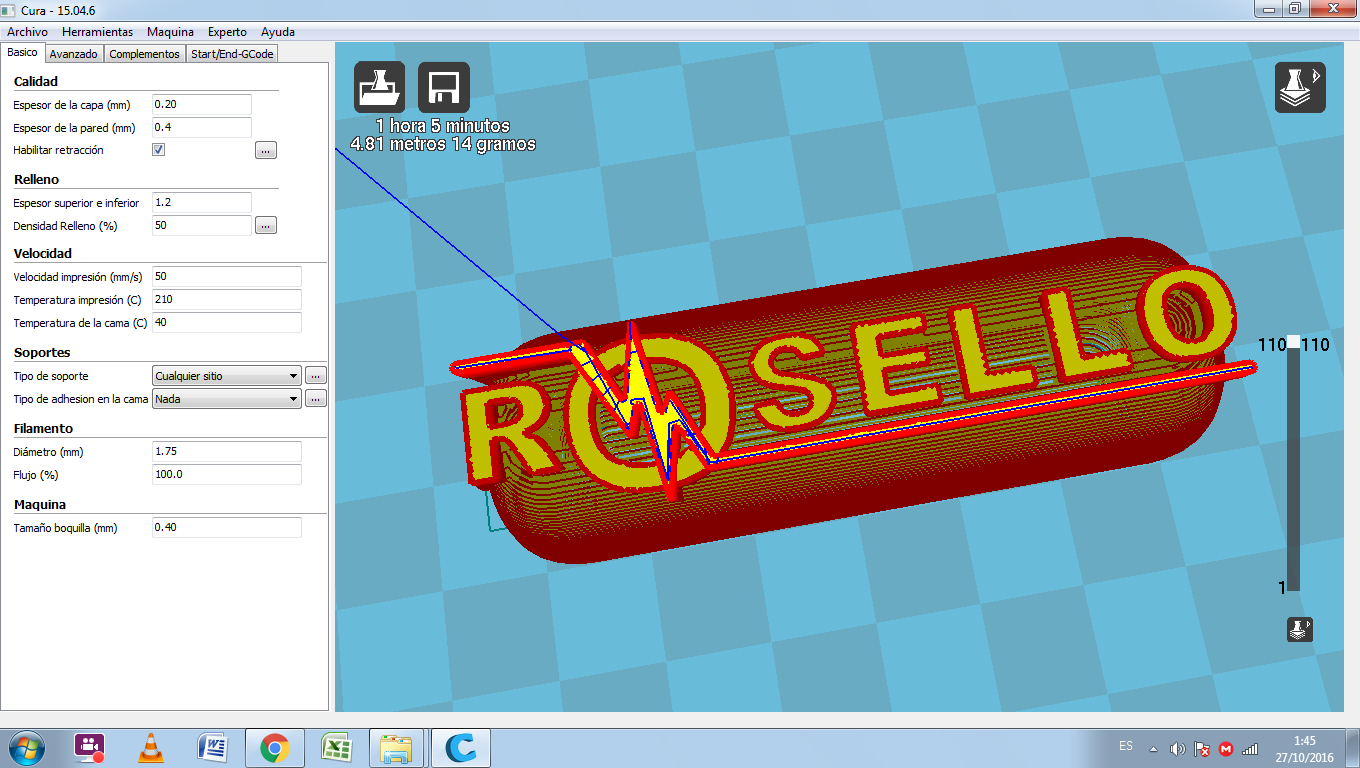 Cura - 15.04.6
Archivo Herramientas Maquina Experto Ayuda
Basico Avanzado Complementos Start/End-GCode
Calidad
Espesor de la capa (mm) 0.20
Espesor de la pared (mm) 0.4
Habilitar retracción ...
Relleno
Espesor superior e inferior 1.2
Densidad Relleno (%) 50 ...
Velocidad
Velocidad impresión (mm/s) 50
Temperatura impresión (C) 210
Temperatura de la cama (C) 40
Soportes
Tipo de soporte Cualquier sitio ...
Tipo de adhesion en la cama Nada ...
Filamento
Diámetro (mm) 1.75
Flujo (%) 100.0
Maquina
Tamaño boquilla (mm) 0.40
1 hora 5 minutos
4.81 metros 14 gramos
ROSELLO
110 110
1
ES
1:45
27/10/2016